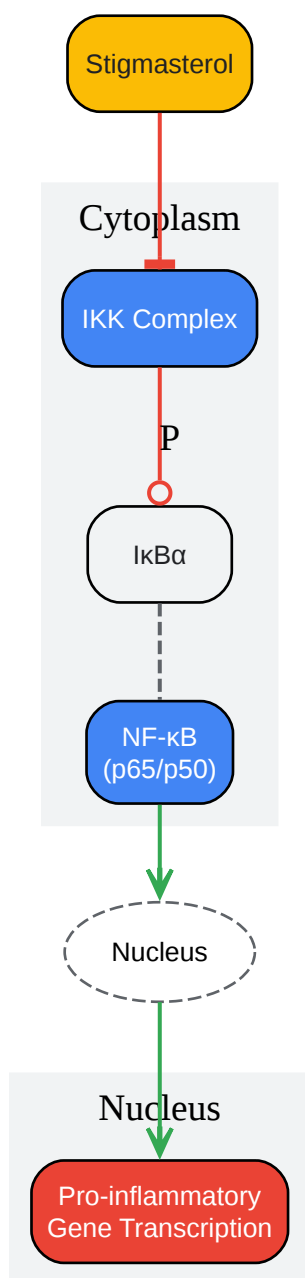 Stigmasterol
Cytoplasm
IKK Complex
P
IκBα
NF-κB
(p65/p50)
Nucleus
Nucleus
Pro-inflammatory
Gene Transcription